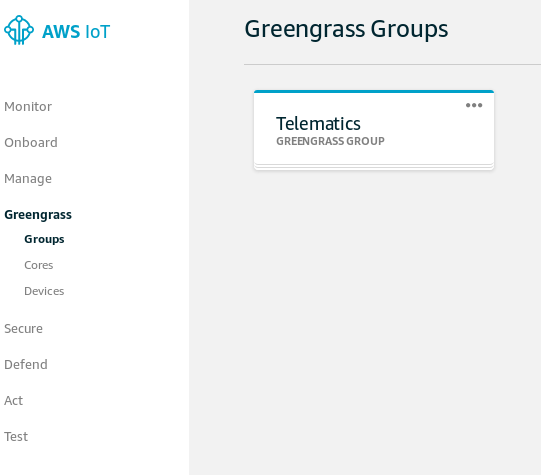 AWS IoT
Monitor
Onboard
Manage
Greengrass
Groups
Cores
Devices
Secure
Defend
Act
Test
Greengrass Groups
Telematics
GREENGRASS GROUP